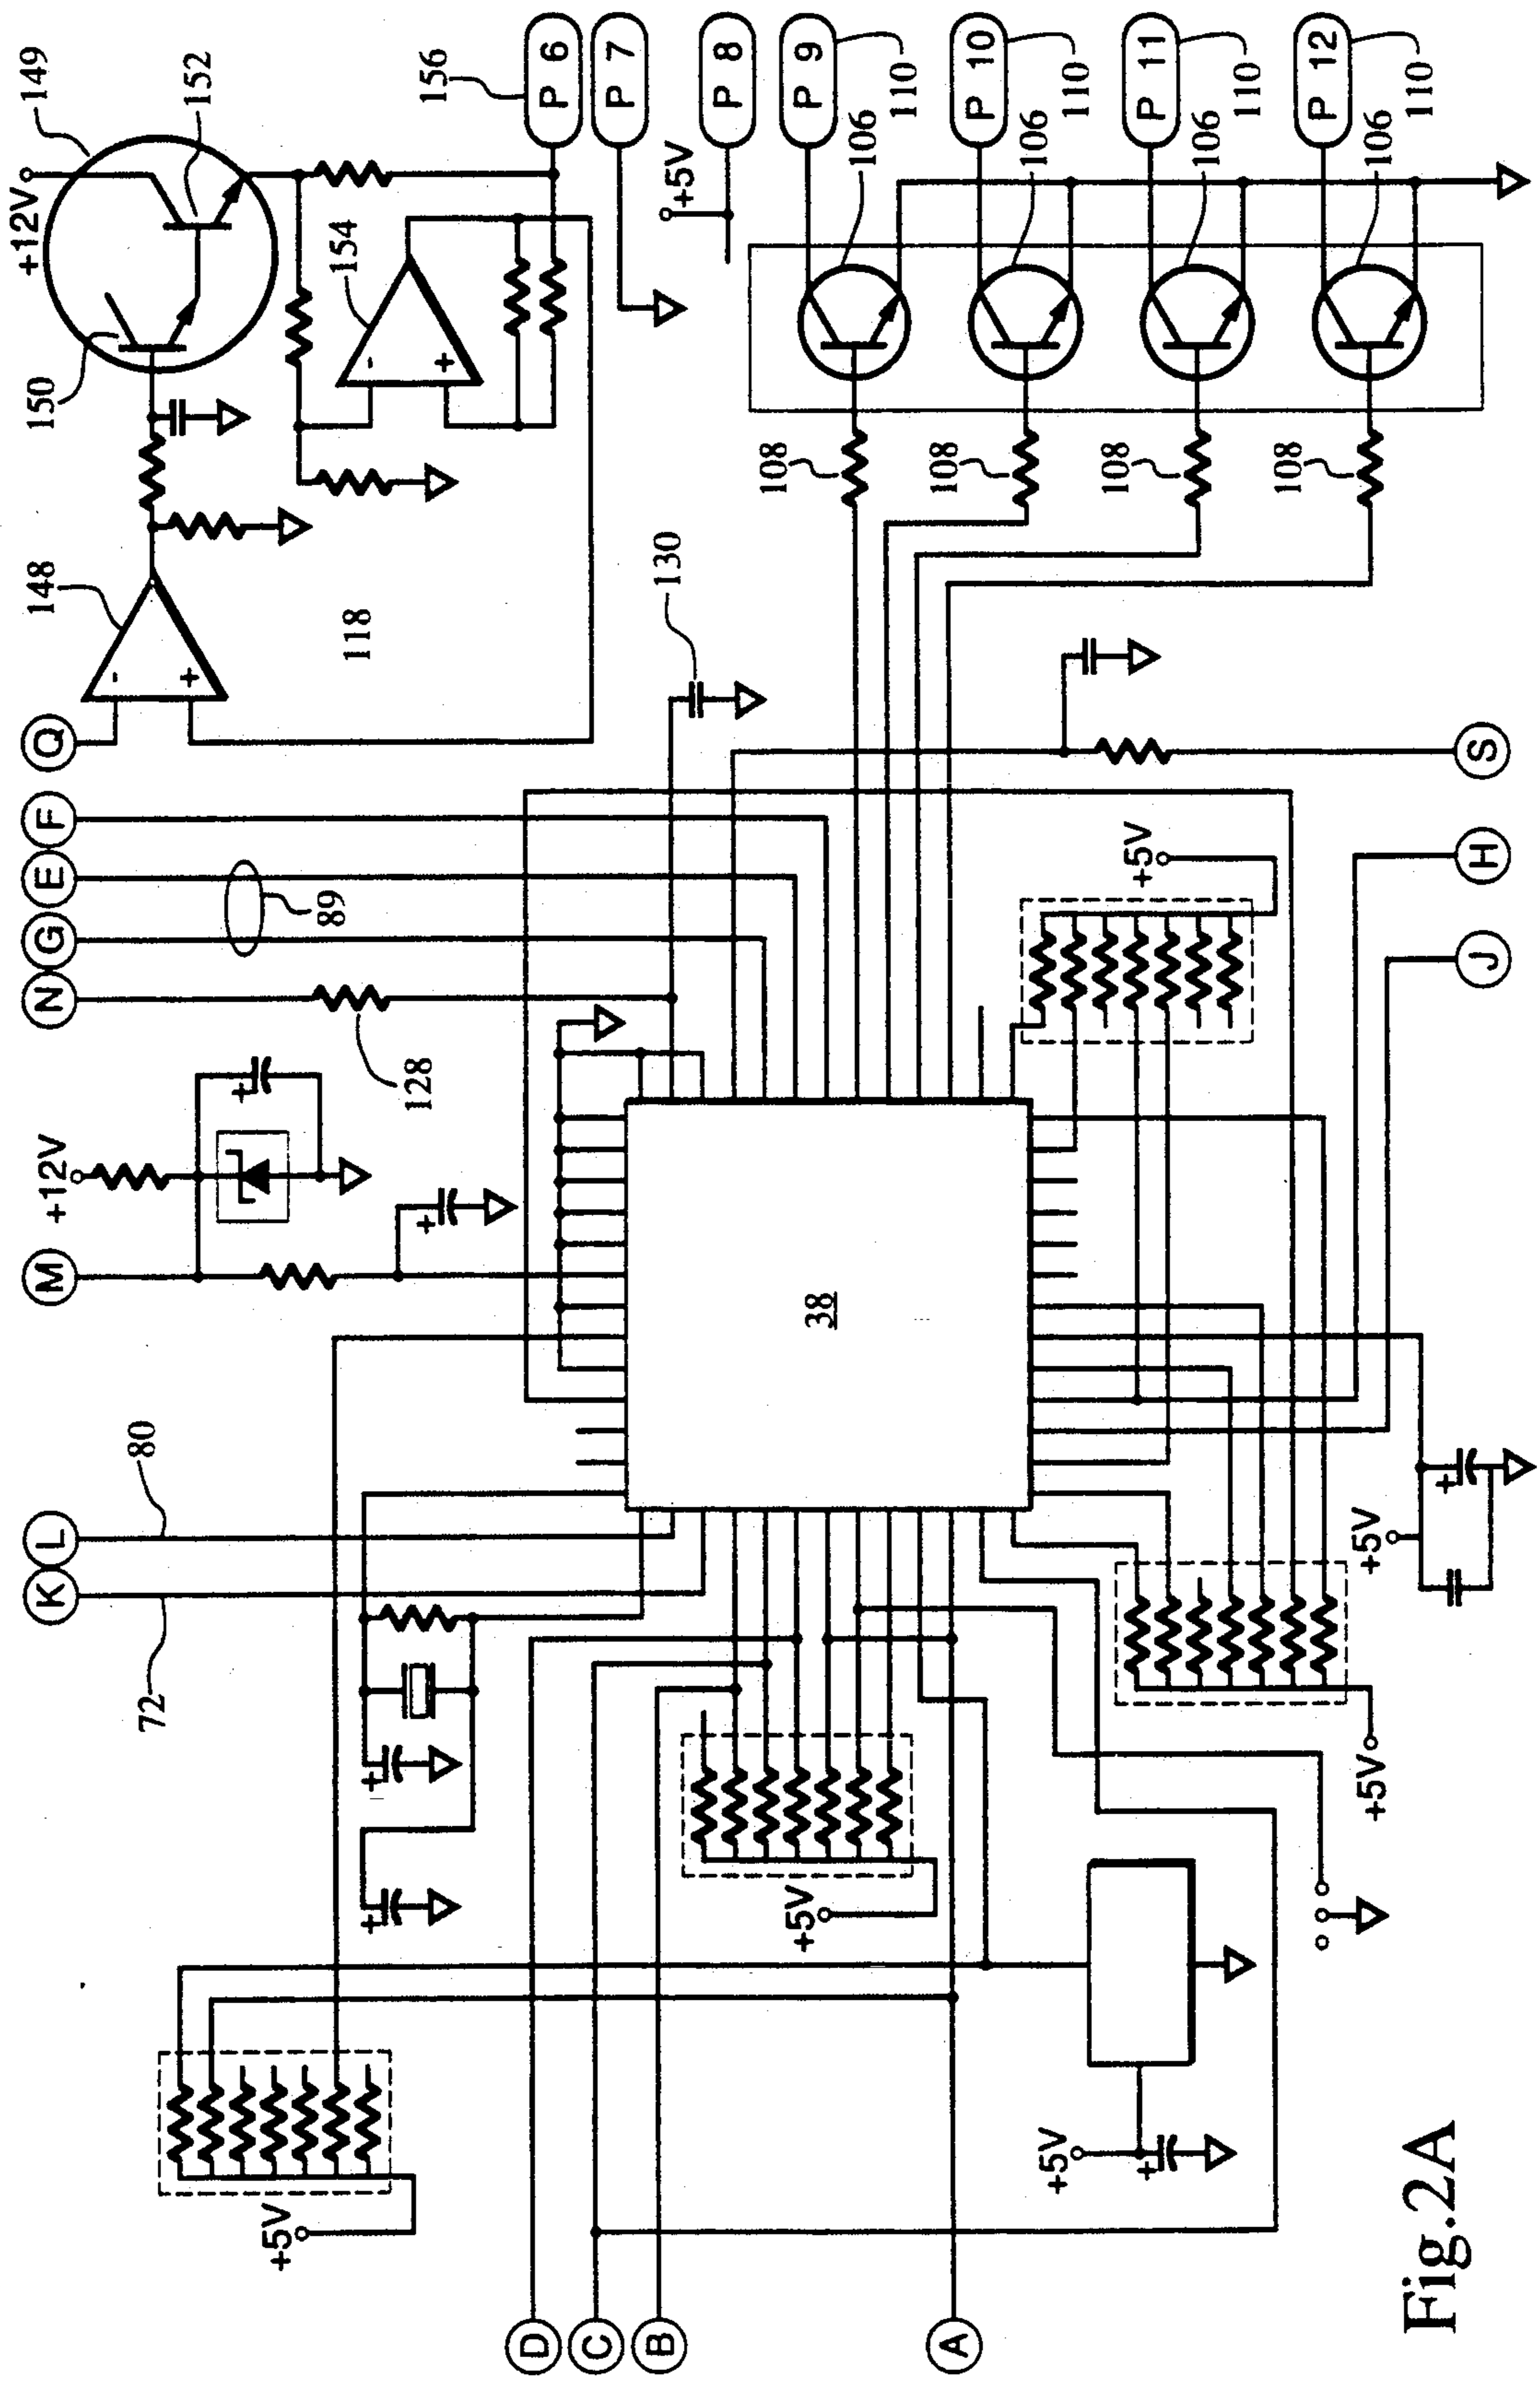 +12V
149
152
150
148
118
154
156
P 6
P 7
P 8
+5V
P 9
110
106
P 10
110
106
P 11
110
106
P 12
110
106
108
108
108
108
-
+
-
+
130
Q
F
E
G
N
89
128
+12V
M
+
+
38
80
L
K
72
+
+
+5V
S
H
J
+5V
+
+5V
+5V
+5V
+5V
+
D
C
B
A
Fig.2A